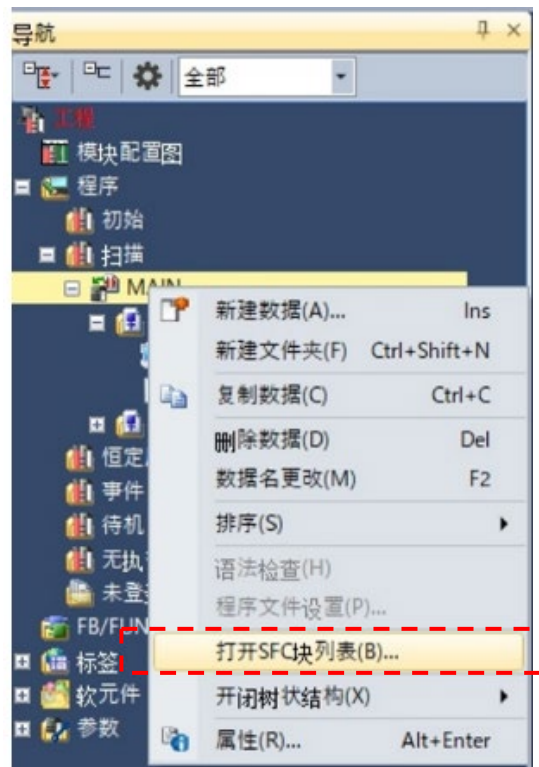 导航
全部
工程
模块配置图
程序
初始
扫描
MAIN
新建数据(A)... Ins
新建文件夹(F) Ctrl+Shift+N
复制数据(C) Ctrl+C
删除数据(D) Del
数据名更改(M) F2
恒定
事件
排序(S)
待机
语法检查(H)
无执
程序文件设置(P)...
未登
FB/FUN
打开SFC块列表(B)...
标签
软元件
开闭树状结构(X)
参数
属性(R)... Alt+Enter